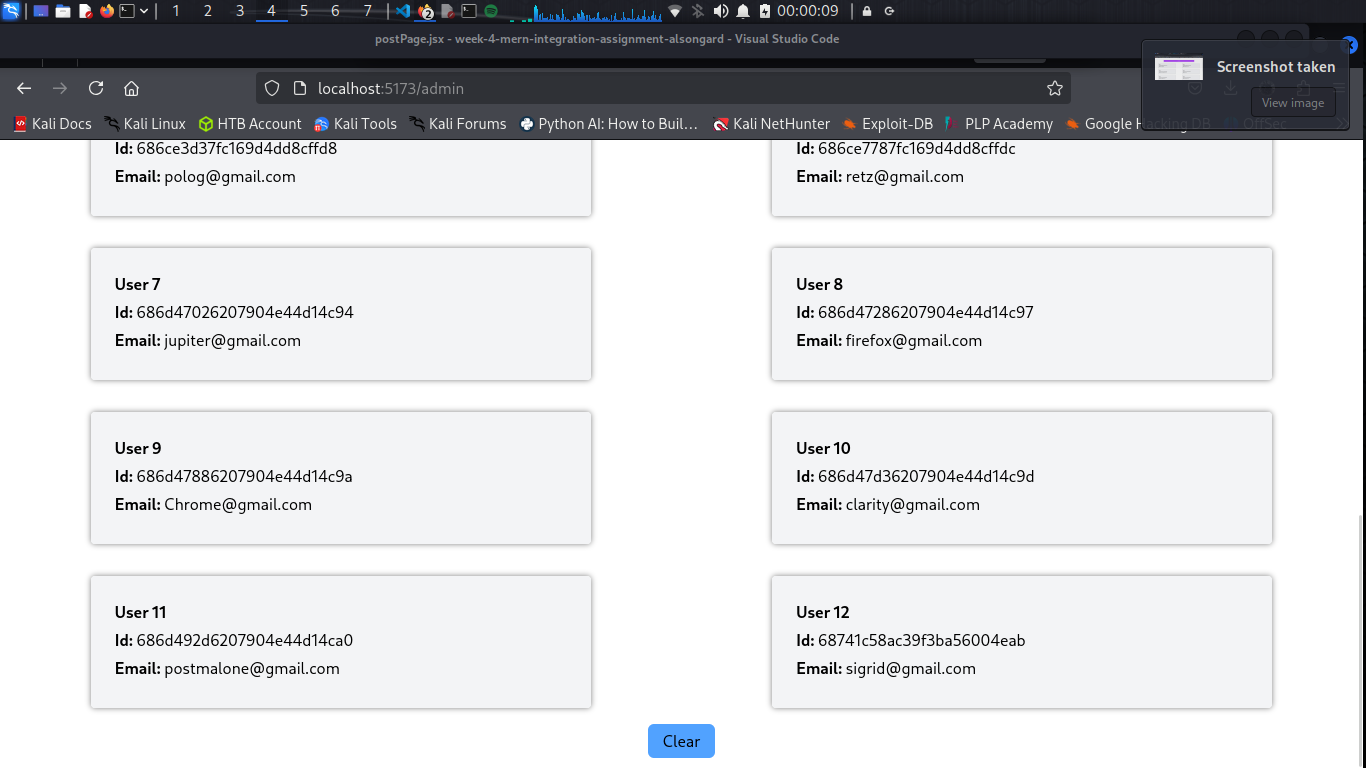 1 2 3 4 5 6 7 2 00:00:09
postPage.jsx - week-4-mern-integration-assignment-alsongard - Visual Studio Code
Screenshot taken
View image
localhost:5173/admin
Kali Docs Kali Linux HTB Account Kali Tools Kali Forums Python AI: How to Buil… Kali NetHunter Exploit-DB PLP Academy Google Hacking DB OffSec
Id: 686ce3d37fc169d4dd8cffd8
Email: polog@gmail.com
Id: 686ce7787fc169d4dd8cffdc
Email: retz@gmail.com
User 7
Id: 686d47026207904e44d14c94
Email: jupiter@gmail.com
User 8
Id: 686d47286207904e44d14c97
Email: firefox@gmail.com
User 9
Id: 686d47886207904e44d14c9a
Email: Chrome@gmail.com
User 10
Id: 686d47d36207904e44d14c9d
Email: clarity@gmail.com
User 11
Id: 686d492d6207904e44d14ca0
Email: postmalone@gmail.com
User 12
Id: 68741c58ac39f3ba56004eab
Email: sigrid@gmail.com
Clear